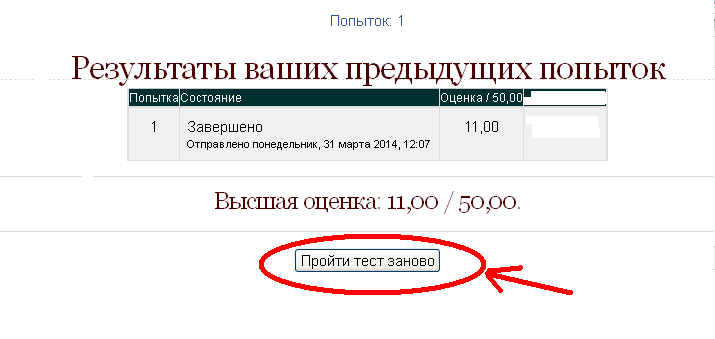 Попыток: 1
Результаты ваших предыдущих попыток
Попытка Состояние Оценка / 50,00
1 Завершено 11,00
Отправлено понедельник, 31 марта 2014, 12:07
Высшая оценка: 11,00 / 50,00.
Пройти тест заново